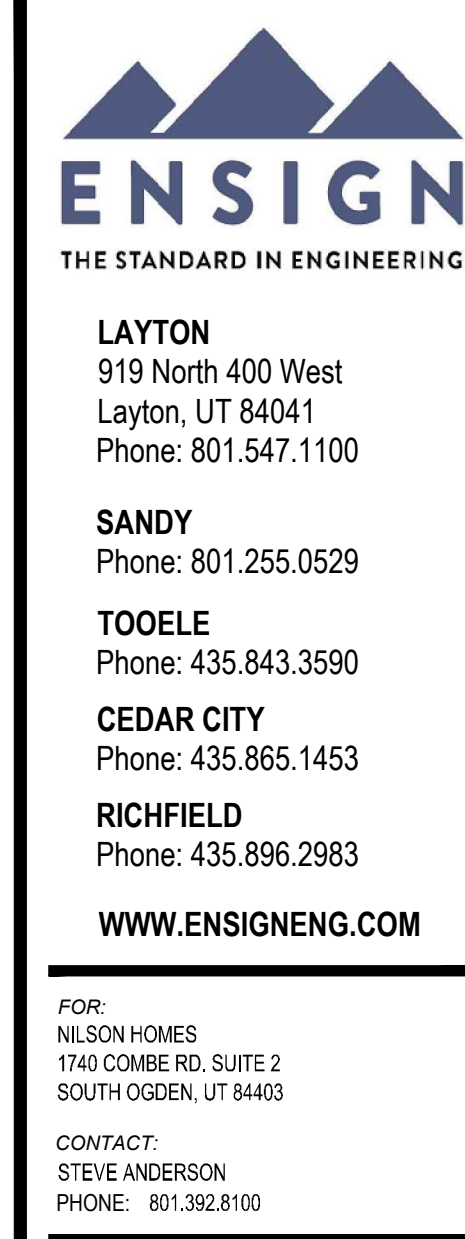 ENSIGN
THE STANDARD IN ENGINEERING
LAYTON
919 North 400 West
Layton, UT 84041
Phone: 801.547.1100
SANDY
Phone: 801.255.0529
TOOELE
Phone: 435.843.3590
CEDAR CITY
Phone: 435.865.1453
RICHFIELD
Phone: 435.896.2983
WWW.ENSIGNENG.COM
FOR:
NILSON HOMES
1740 COMBE RD. SUITE 2
SOUTH OGDEN, UT 84403
CONTACT:
STEVE ANDERSON
PHONE: 801.392.8100